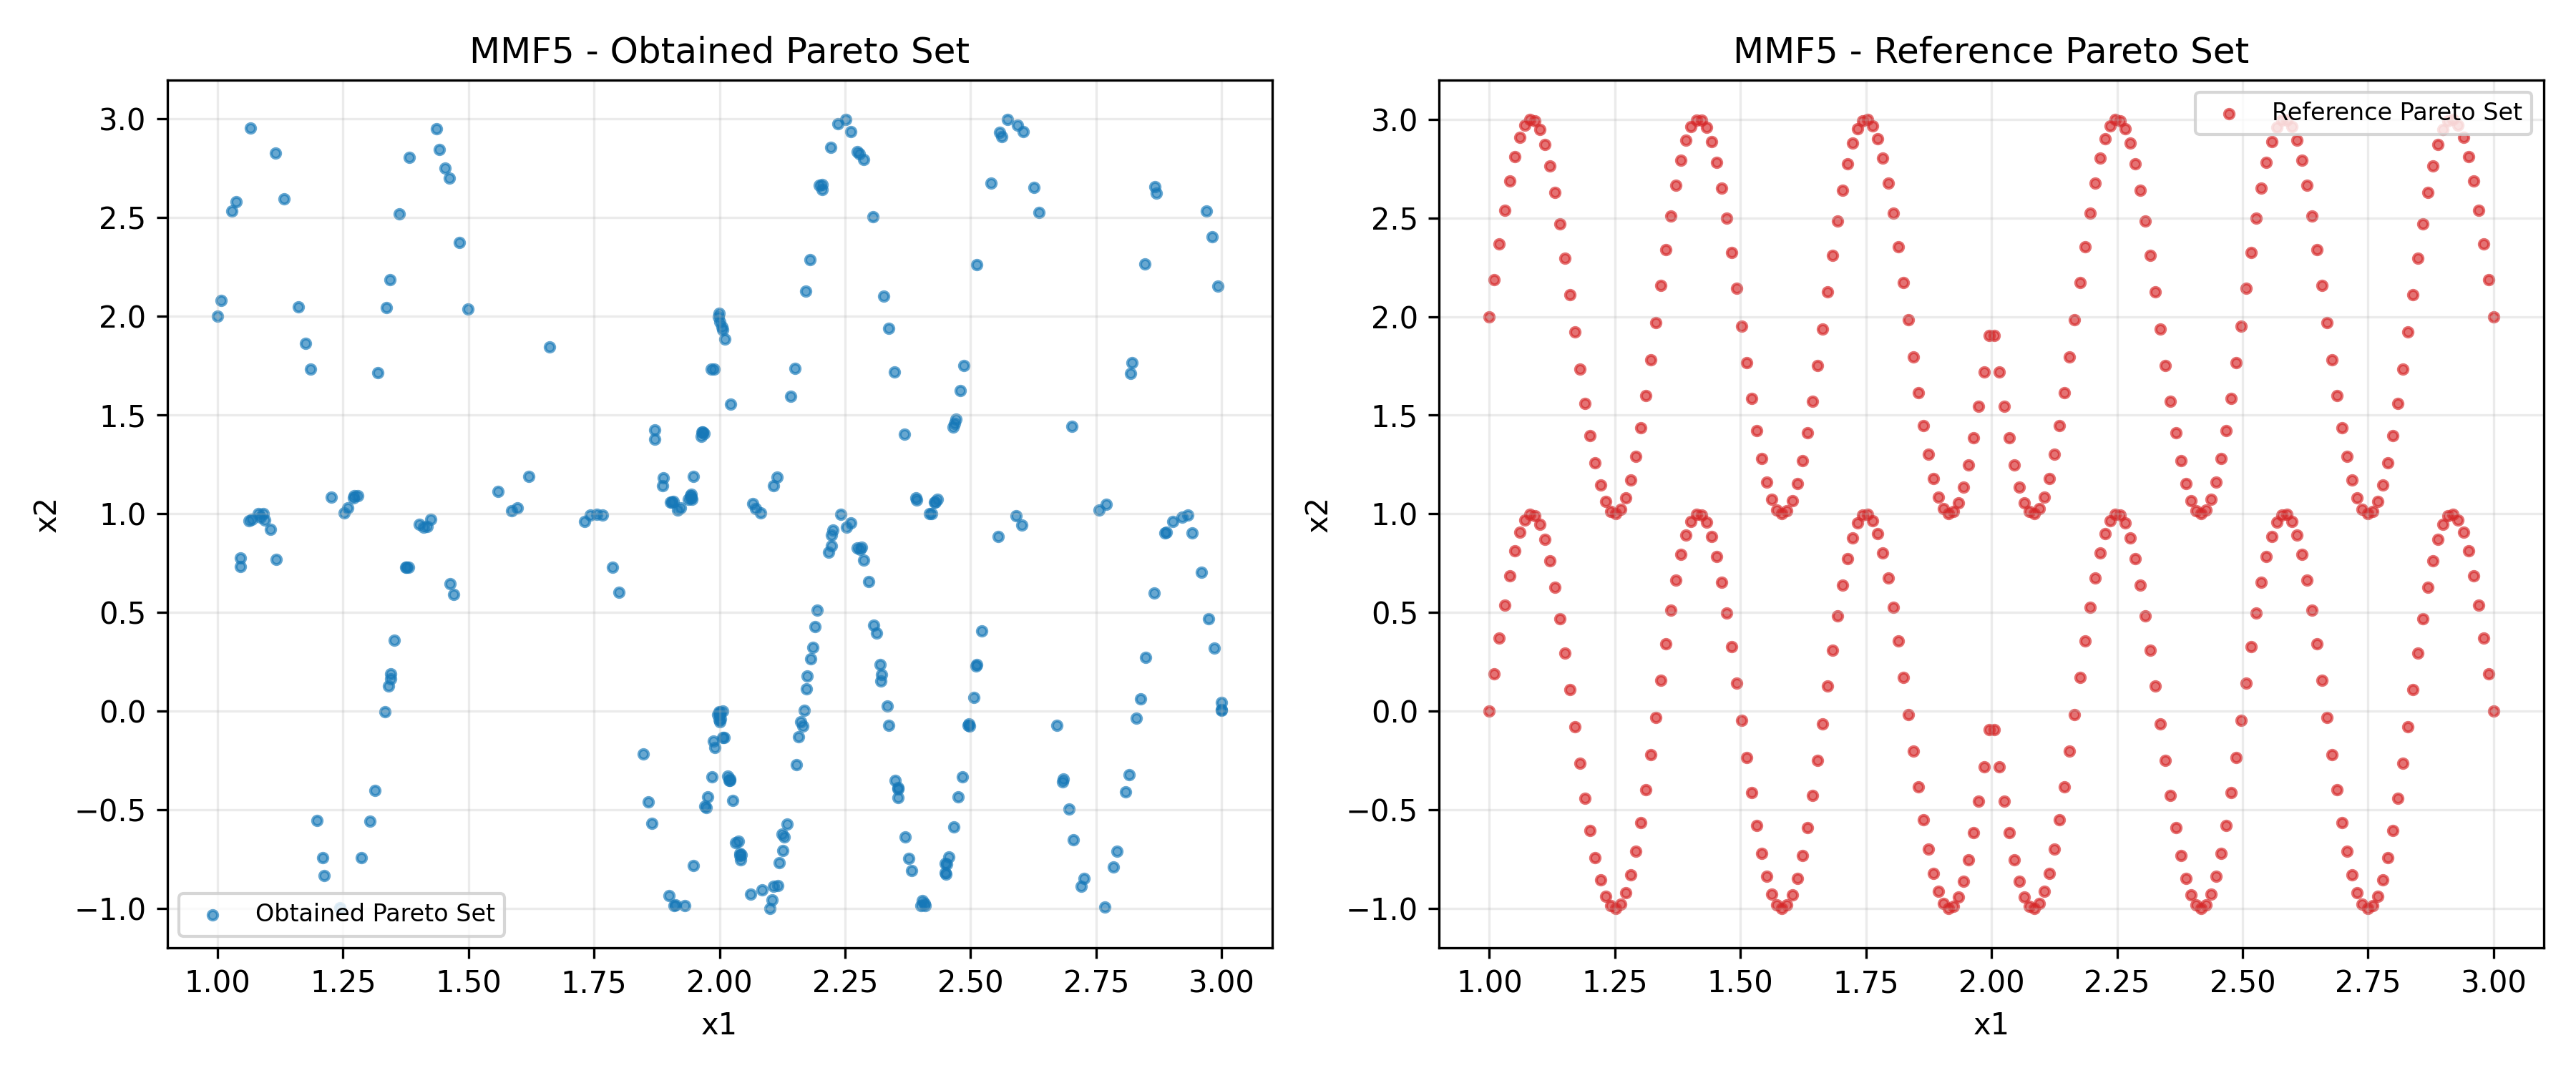 MMF5 - Obtained Pareto Set
3.0
2.5
2.0
1.5
1.0
0.5
0.0
−0.5
−1.0
x2
Obtained Pareto Set
1.00 1.25 1.50 1.75 2.00 2.25 2.50 2.75 3.00
x1
MMF5 - Reference Pareto Set
Reference Pareto Set
3.0
2.5
2.0
1.5
1.0
0.5
0.0
−0.5
−1.0
x2
1.00 1.25 1.50 1.75 2.00 2.25 2.50 2.75 3.00
x1